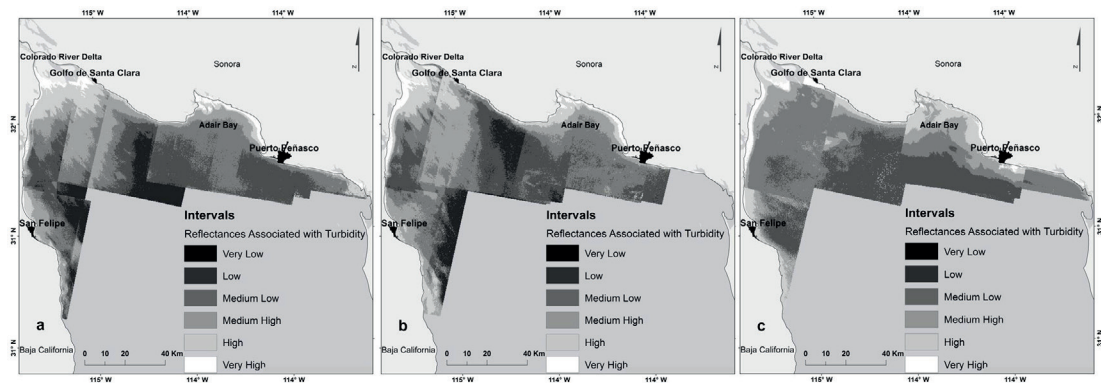 115° W 114° W 114° W
Colorado River Delta
Golfo de Santa Clara
Sonora
z
32° N
Adair Bay
Puerto Peñasco
San Felipe
31° N
Intervals
Reflectances Associated with Turbidity
Very Low
Low
Medium Low
Medium High
High
Very High
a
31° N
Baja California
0 10 20 40 Km
115° W 114° W 114° W
115° W 114° W 114° W
Colorado River Delta
Golfo de Santa Clara
Sonora
z
Adair Bay
Puerto Peñasco
San Felipe
Intervals
Reflectances Associated with Turbidity
Very Low
Low
Medium Low
Medium High
High
Very High
b
Baja California
0 10 20 40 Km
115° W 114° W 114° W
115° W 114° W 114° W
Colorado River Delta
Golfo de Santa Clara
Sonora
z
32° N
Adair Bay
Puerto Peñasco
San Felipe
31° N
Intervals
Reflectances Associated with Turbidity
Very Low
Low
Medium Low
Medium High
High
Very High
c
31° N
Baja California
0 10 20 40 Km
115° W 114° W 114° W